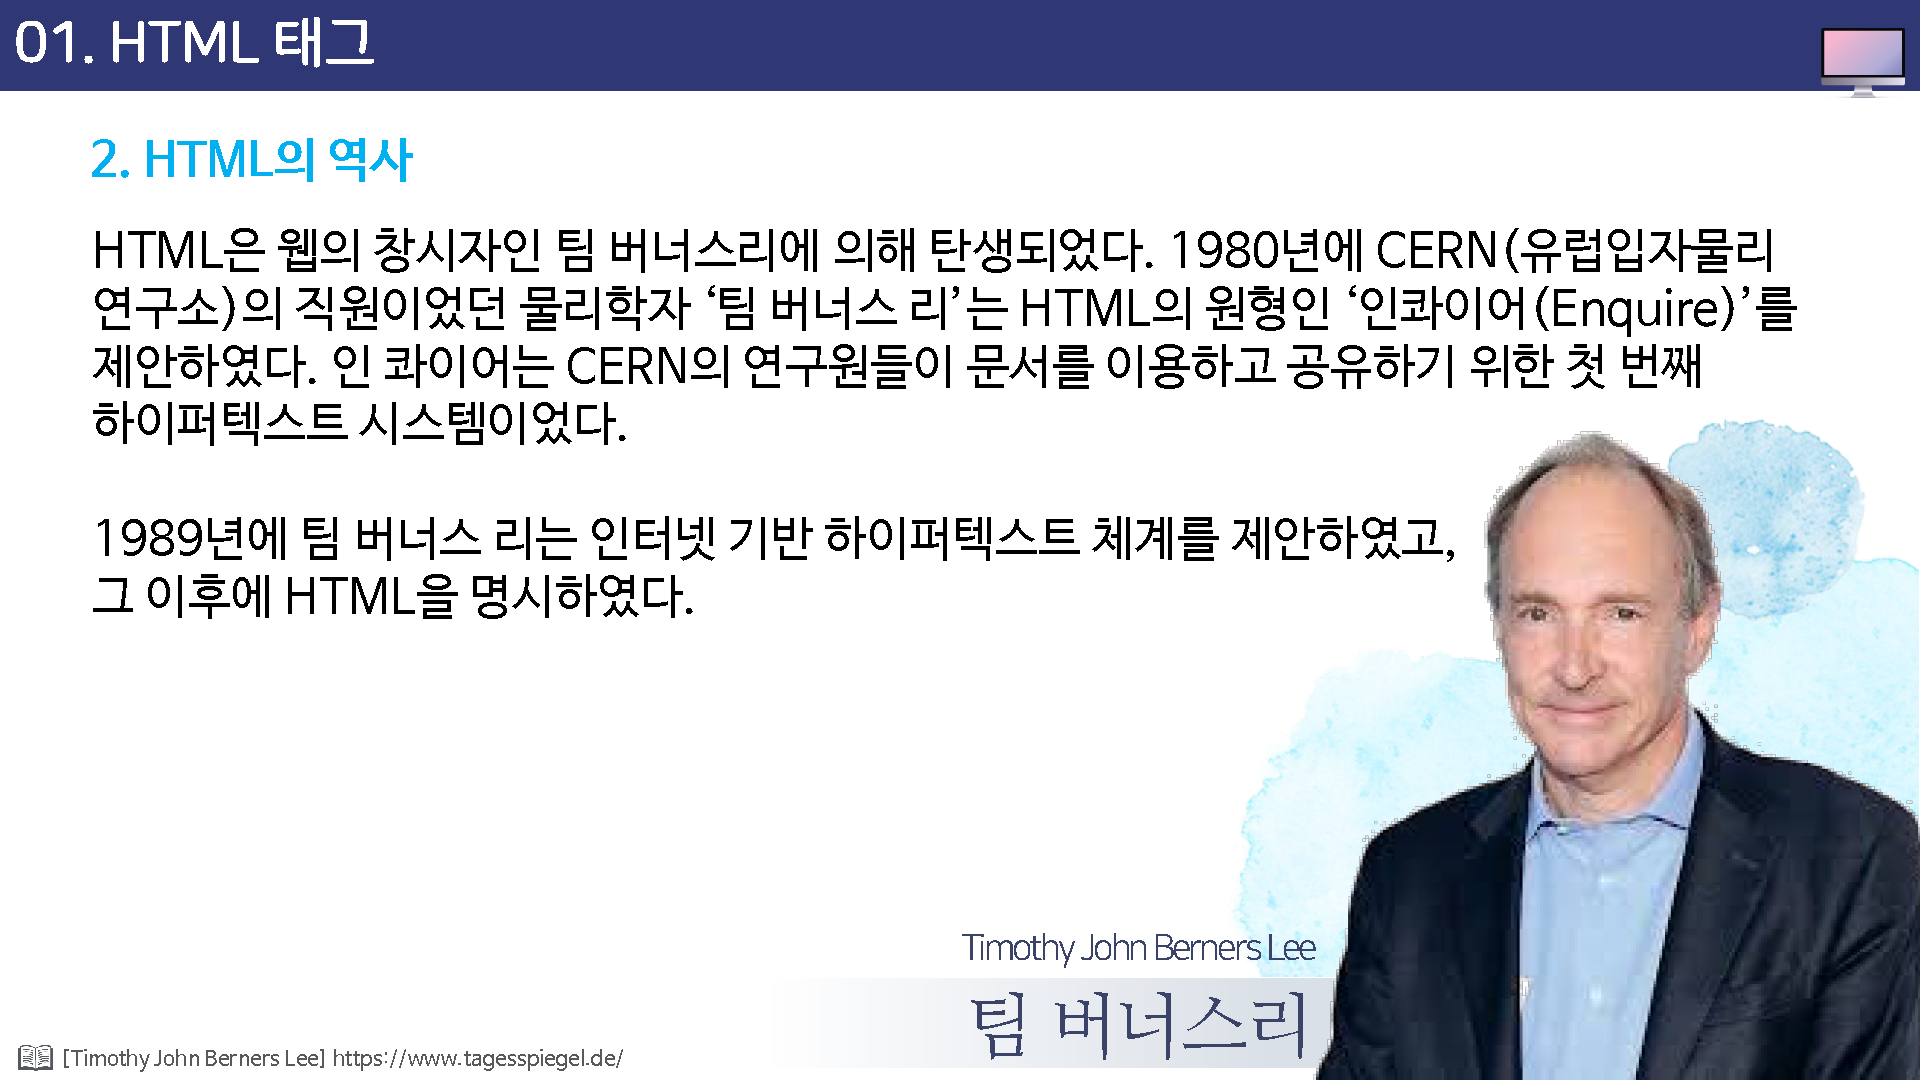 01. HTML 태그
2. HTML의 역사
HTML은 웹의 창시자인 팀 버너스리에 의해 탄생되었다. 1980년에 CERN(유럽입자물리
연구소)의 직원이었던 물리학자 ‘팀 버너스 리’는 HTML의 원형인 ‘인콰이어(Enquire)’를
제안하였다. 인 콰이어는 CERN의 연구원들이 문서를 이용하고 공유하기 위한 첫 번째
하이퍼텍스트 시스템이었다.
1989년에 팀 버너스 리는 인터넷 기반 하이퍼텍스트 체계를 제안하였고,
그 이후에 HTML을 명시하였다.
Timothy John Berners Lee
팀 버너스리
[Timothy John Berners Lee] https://www.tagesspiegel.de/